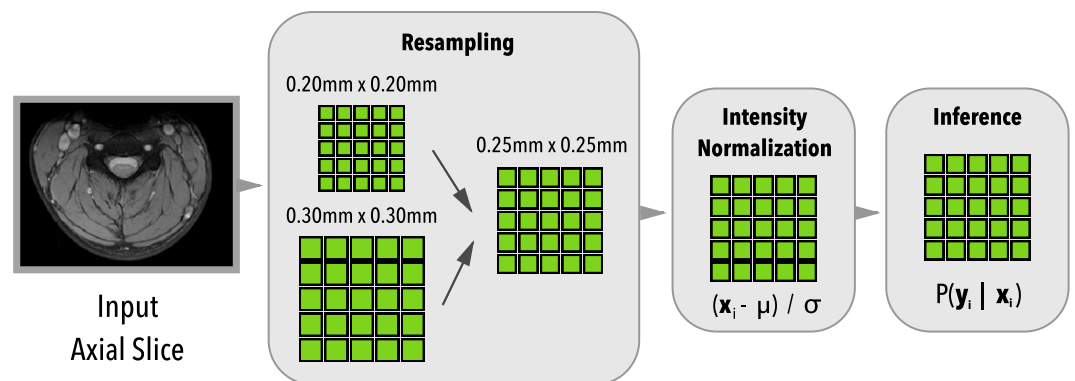 Input
Axial Slice
Resampling
0.20mm x 0.20mm
0.30mm x 0.30mm
0.25mm x 0.25mm
Intensity
Normalization
(xᵢ - μ) / σ
Inference
P(yᵢ | xᵢ)